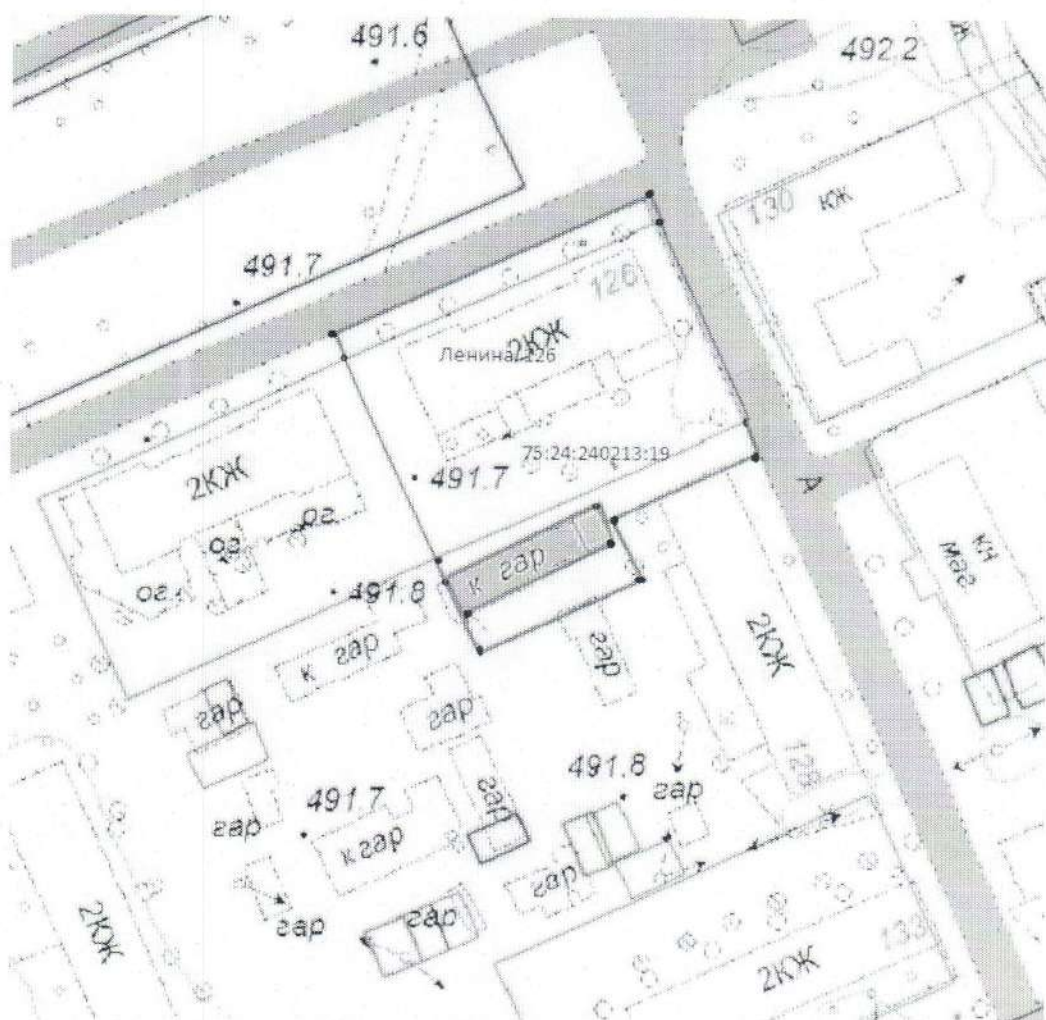 491.6
492.2
130
КЖ
491.7
126
2КЖ
Ленина 126
75:24:240213:19
2КЖ
491.7
ог.
ог.
А
ог.
к гар
491.8
кн
маг
к гар
гар
2КЖ
гар
гар
491.8
гар
491.7
гар
128
гар
к гар
гар
2КЖ
гар
гар
133
2КЖ